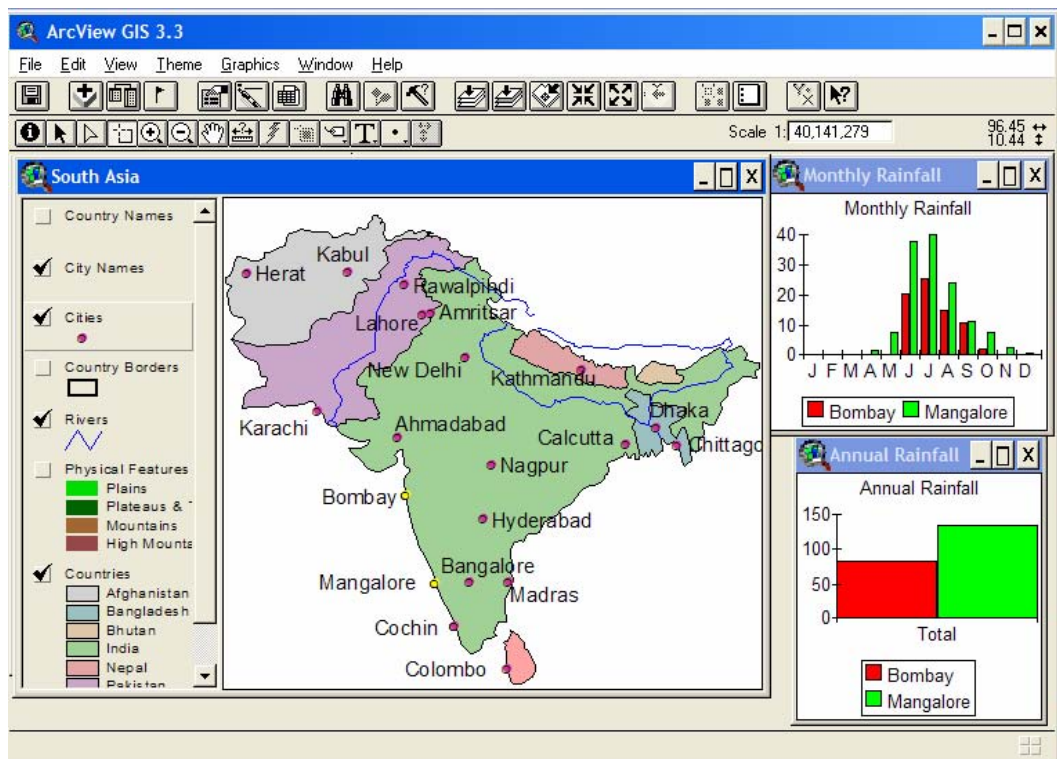 ArcView GIS 3.3
File Edit View Theme Graphics Window Help
Scale 1: 40,141,279
96.45
10.44
South Asia
Country Names
City Names
Cities
Country Borders
Rivers
Physical Features
Plains
Plateaus & T
Mountains
High Mounta
Countries
Afghanistan
Bangladesh
Bhutan
India
Nepal
Pakistan
Kabul
Herat
Rawalpindi
Lahore
Amritsar
New Delhi
Kathmandu
Karachi
Ahmadabad
Dhaka
Calcutta
Chittago
Nagpur
Bombay
Hyderabad
Bangalore
Mangalore
Madras
Cochin
Colombo
Monthly Rainfall
Monthly Rainfall
40
30
20
10
0
J F M A M J J A S O N D
Bombay Mangalore
Annual Rainfall
Annual Rainfall
150
100
50
0
Total
Bombay
Mangalore